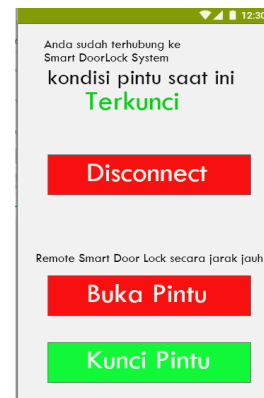 12:30
Anda sudah terhubung ke
Smart DoorLock System
kondisi pintu saat ini
Terkunci
Disconnect
Remote Smart Door Lock secara jarak jauh
Buka Pintu
Kunci Pintu